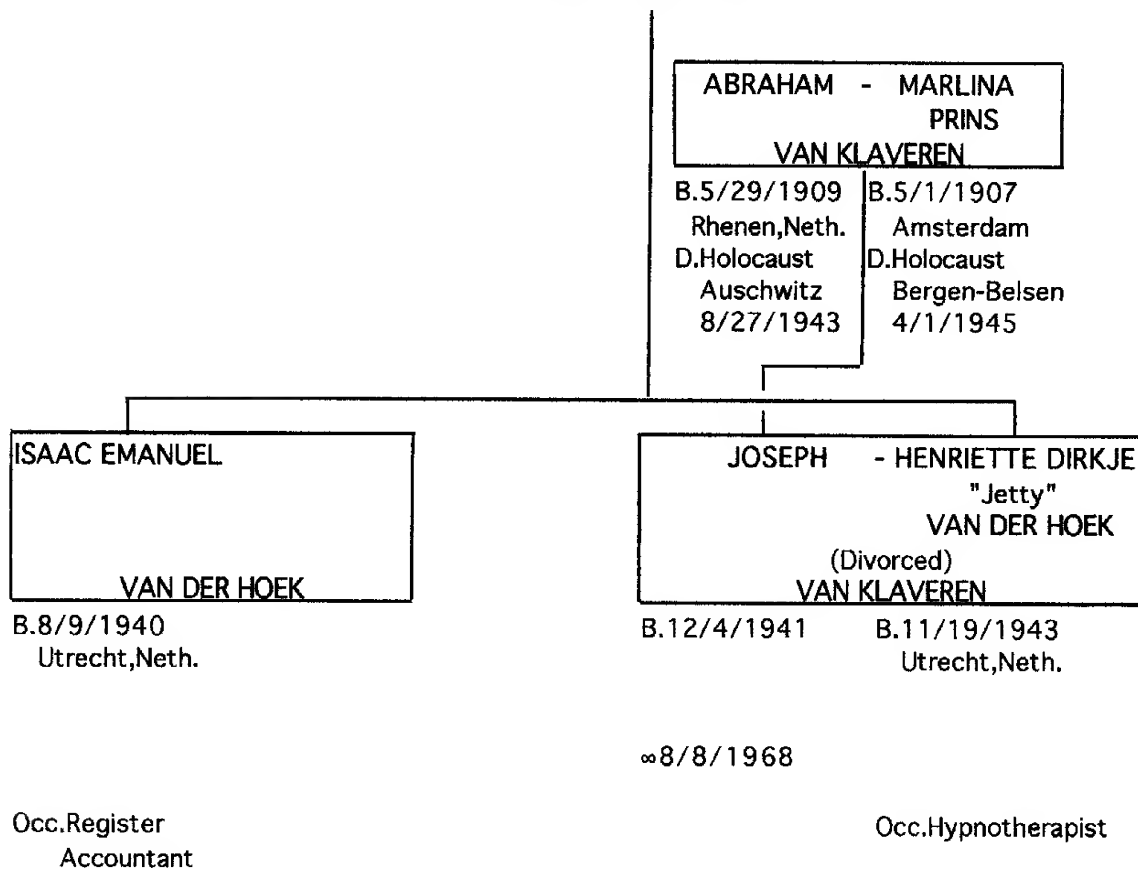 ABRAHAM - MARLINA
PRINS
VAN KLAVEREN
B.5/29/1909 B.5/1/1907
Rhenen,Neth. Amsterdam
D.Holocaust D.Holocaust
Auschwitz Bergen-Belsen
8/27/1943 4/1/1945
ISAAC EMANUEL
VAN DER HOEK
JOSEPH - HENRIETTE DIRKJE
"Jetty"
VAN DER HOEK
(Divorced)
VAN KLAVEREN
B.8/9/1940
Utrecht,Neth.
B.12/4/1941 B.11/19/1943
Utrecht,Neth.
∞8/8/1968
Occ.Register
Accountant
Occ.Hypnotherapist